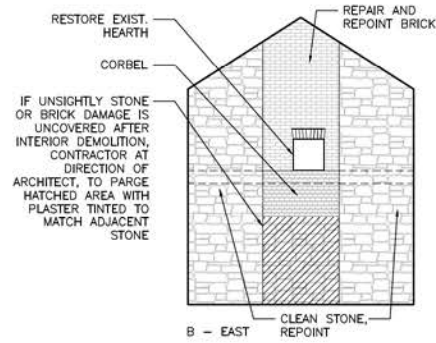 RESTORE EXIST.
HEARTH
REPAIR AND
REPOINT BRICK
CORBEL
IF UNSIGHTLY STONE
OR BRICK DAMAGE IS
UNCOVERED AFTER
INTERIOR DEMOLITION,
CONTRACTOR AT
DIRECTION OF
ARCHITECT, TO PARGE
HATCHED AREA WITH
PLASTER TINTED TO
MATCH ADJACENT
STONE
CLEAN STONE,
REPOINT
B - EAST